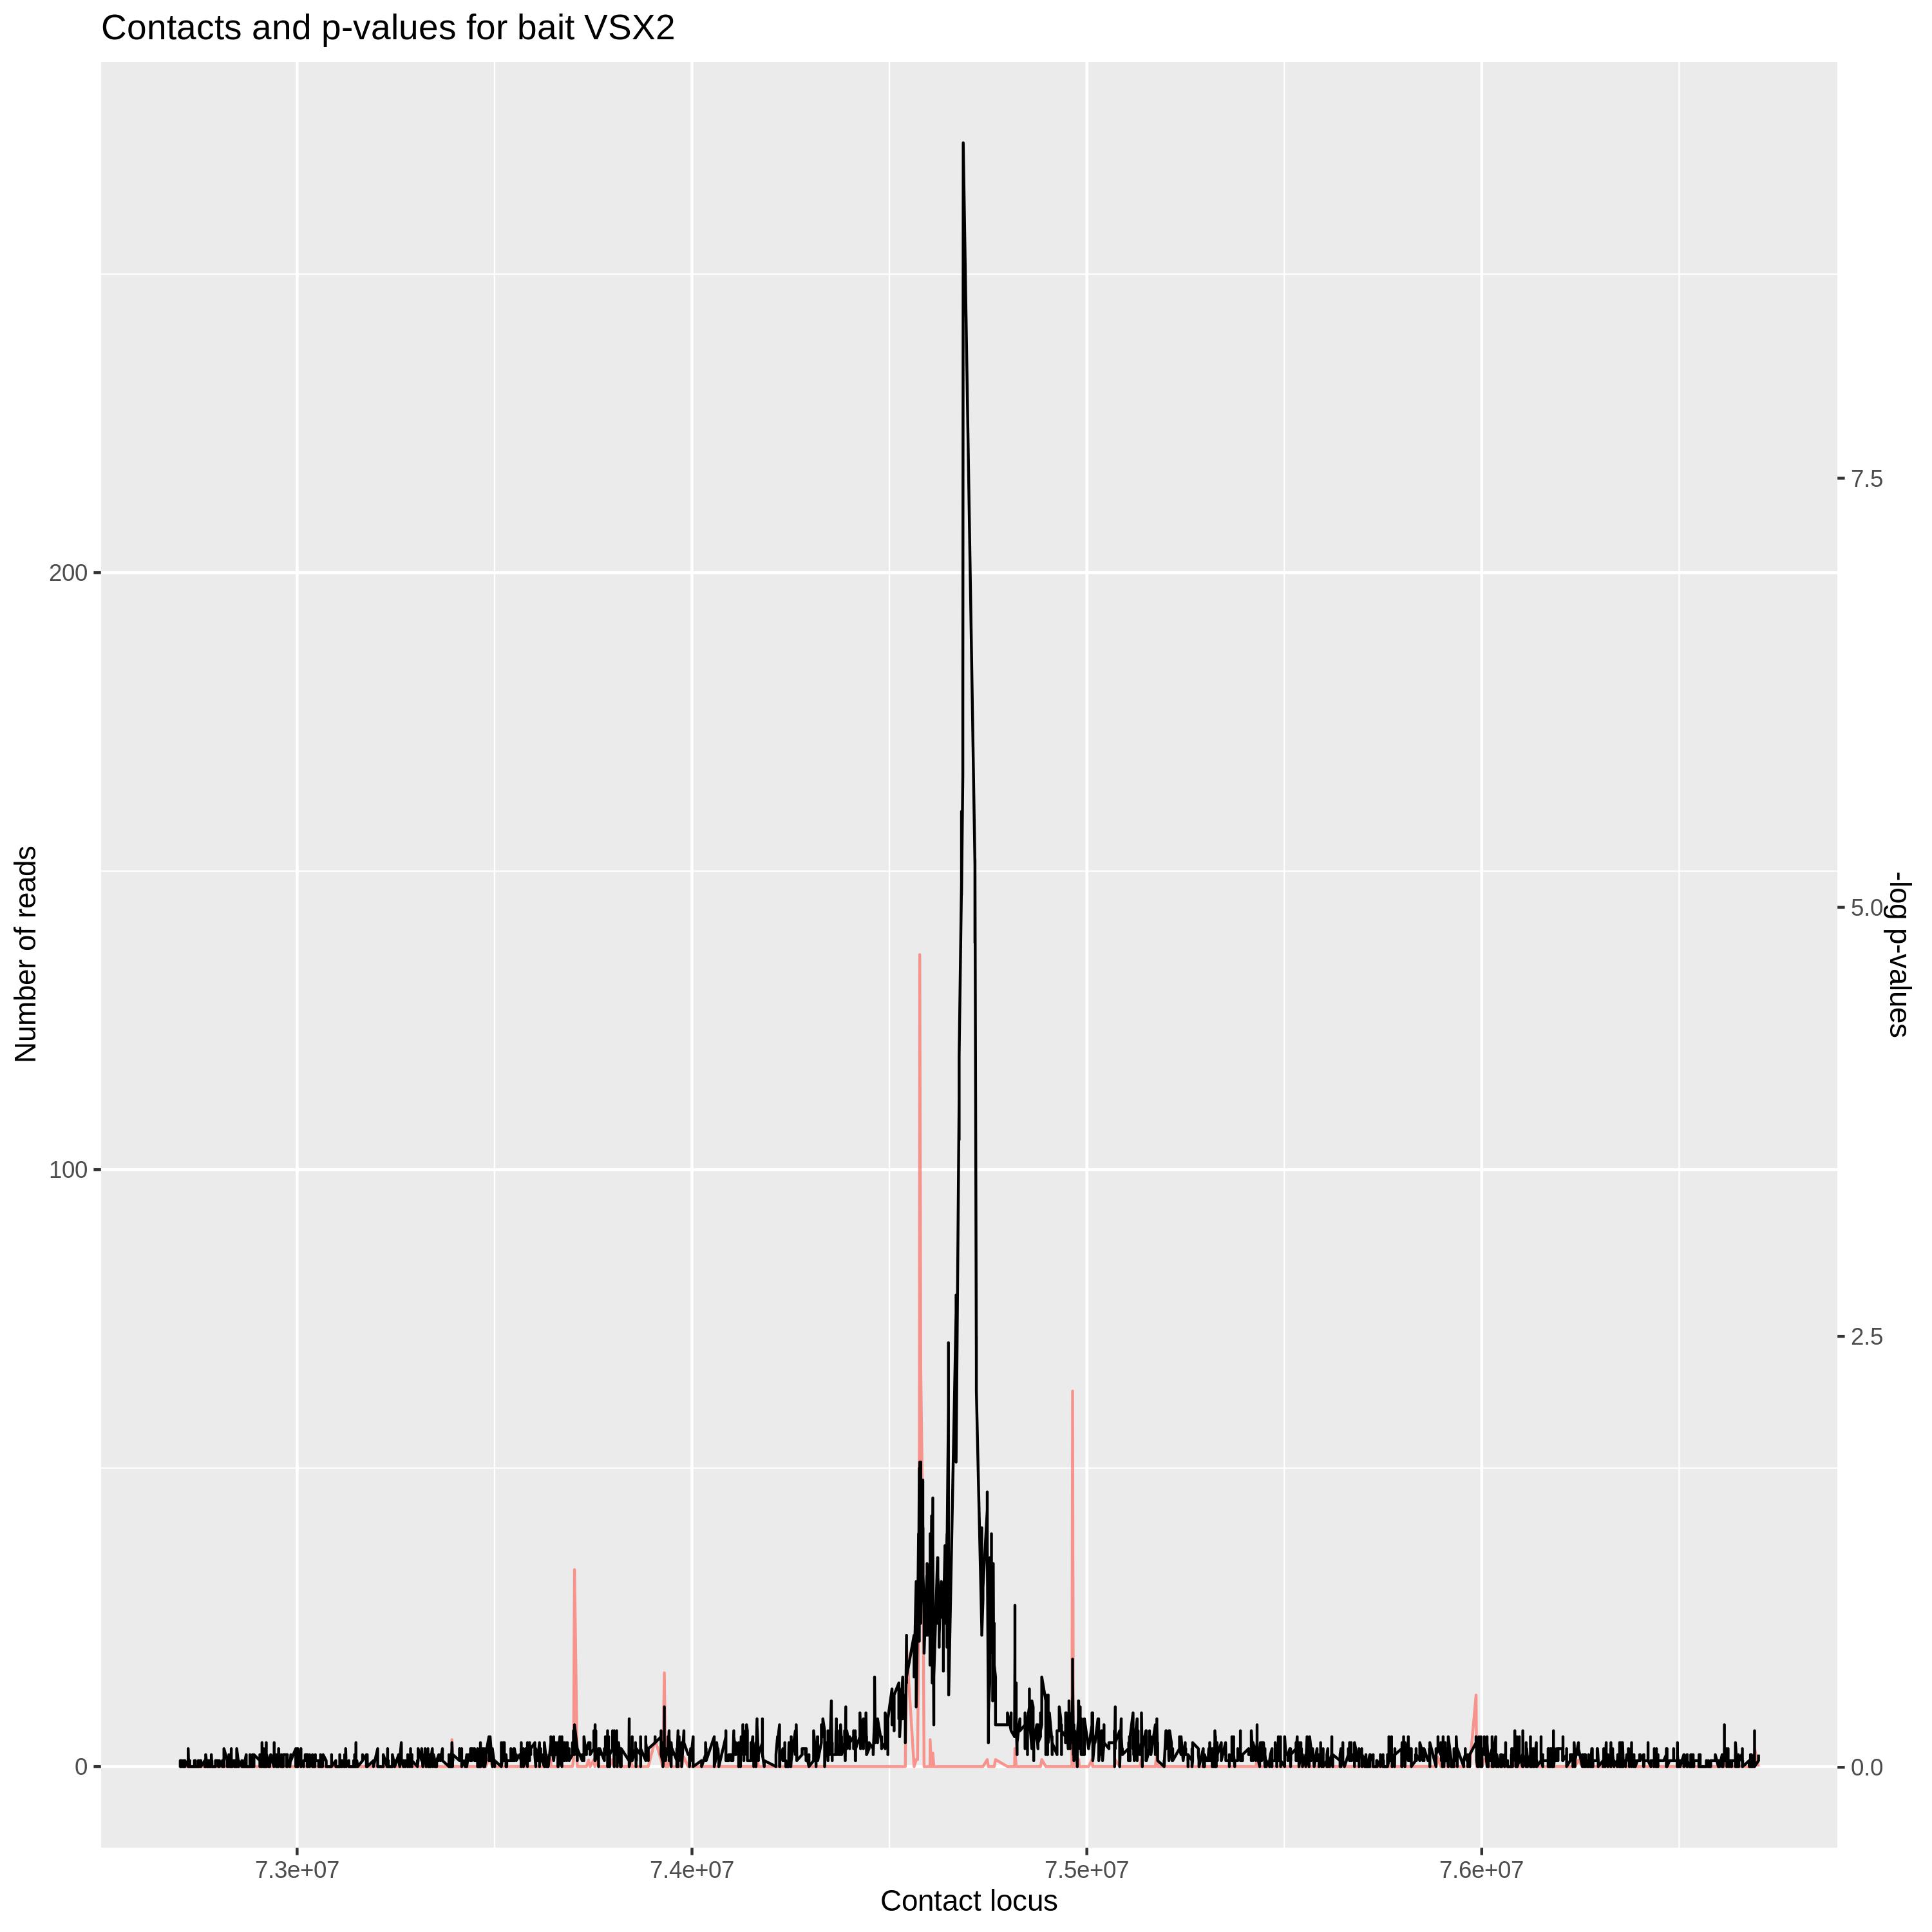 Contacts and p-values for bait VSX2
Number of reads
200
100
0
7.5
5.0
2.5
0.0
-log p-values
7.3e+07
7.4e+07
7.5e+07
7.6e+07
Contact locus